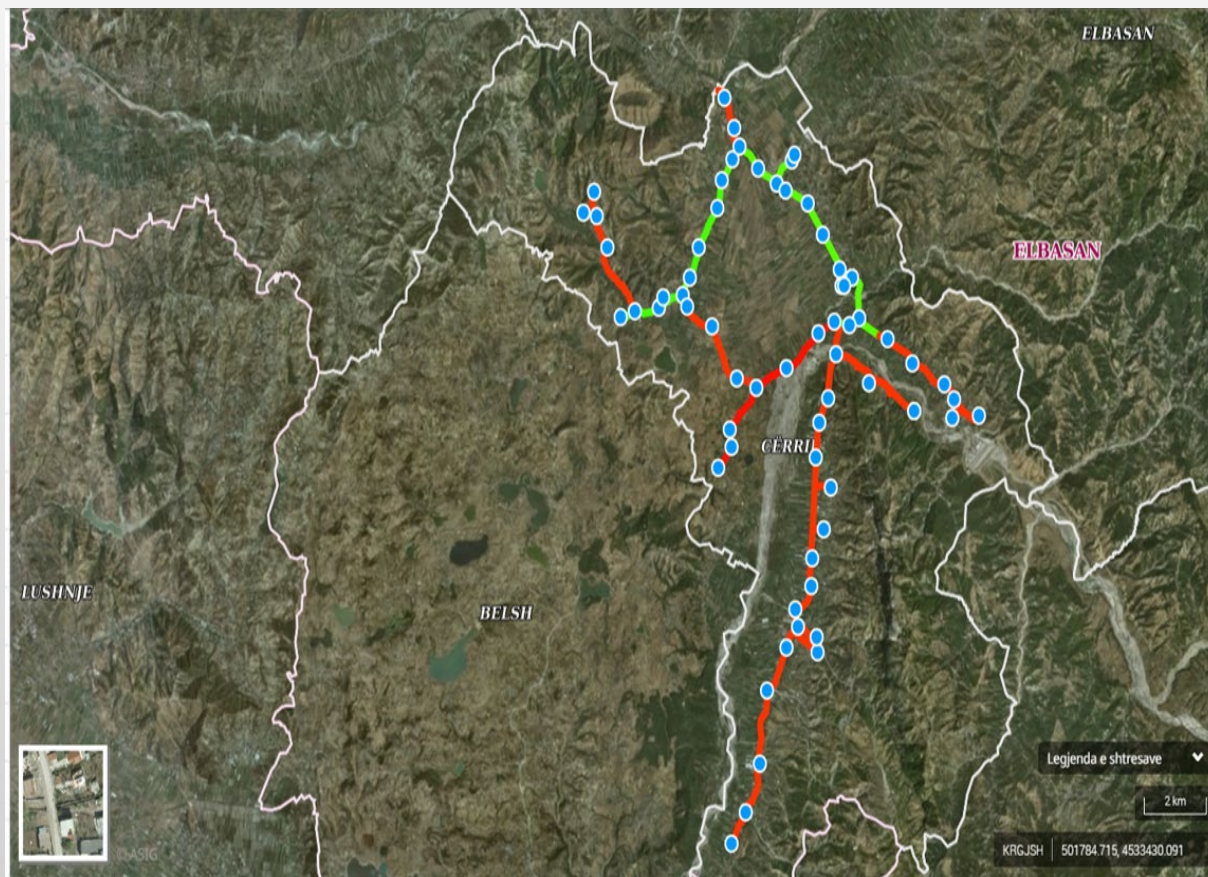 ELBASAN
ELBASAN
CËRRIK
LUSHNJE
BELSH
Legjenda e shtresave
2 km
© ASIG
KRGJSH 501784.715, 4533430.091